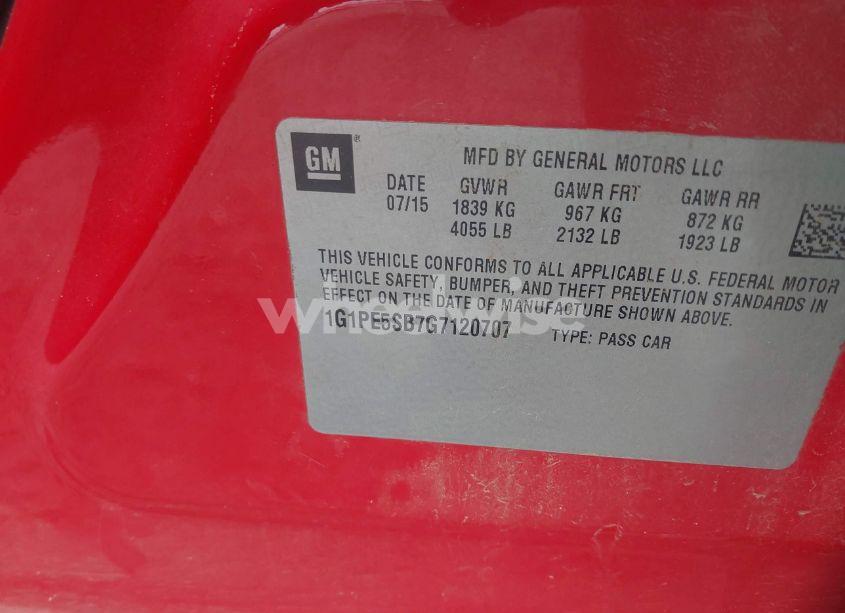 GM®
MFD BY GENERAL MOTORS LLC
DATE GVWR GAWR FRT GAWR RR
07/15 1839 KG 967 KG 872 KG
4055 LB 2132 LB 1923 LB
THIS VEHICLE CONFORMS TO ALL APPLICABLE U.S. FEDERAL MOTOR
VEHICLE SAFETY, BUMPER, AND THEFT PREVENTION STANDARDS IN
EFFECT ON THE DATE OF MANUFACTURE SHOWN ABOVE.
wheelwise
1G1PE5SB7G7120707 TYPE: PASS CAR